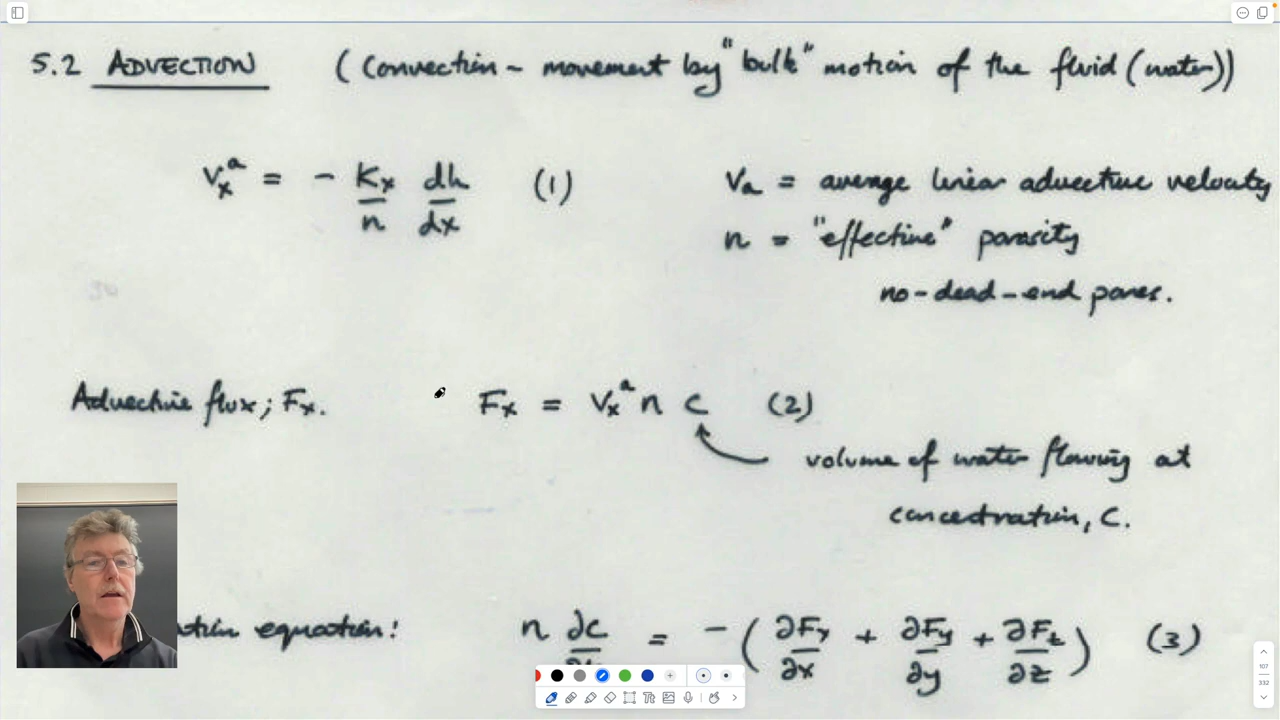 5.2 ADVECTION (Convection - movement by "bulk" motion of the fluid (water))
v_x^a = - K_x/n dh/dx (1)
V_a = average linear advective velocity
n = "effective" porosity
no-dead-end pores.
Advective flux; F_x. F_x = v_x^a n C (2)
volume of water flowing at
concentration, C.
equation: n ∂c = - (∂F_x/∂x + ∂F_y/∂y + ∂F_z/∂z) (3)
107
332